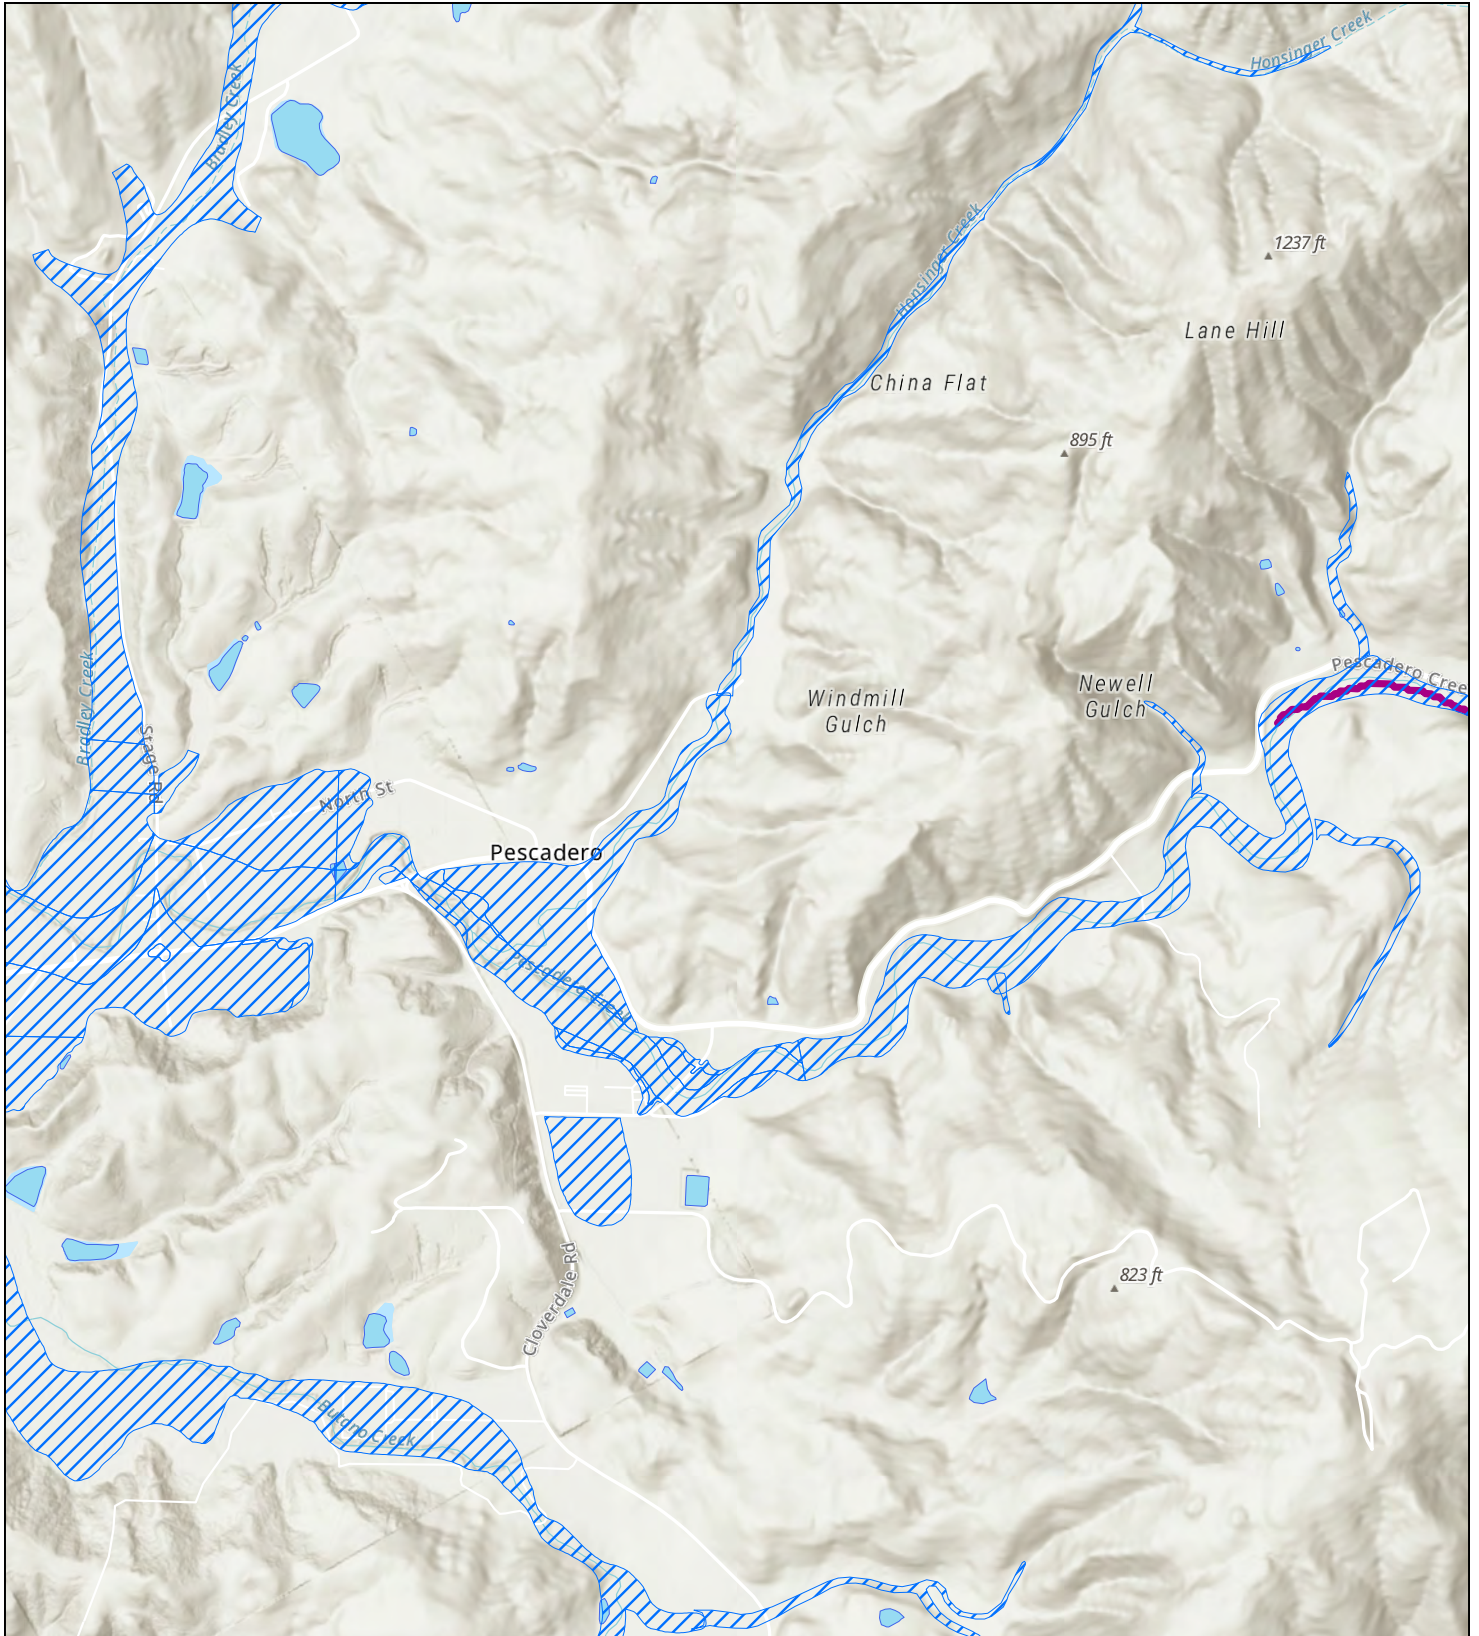 Honsinger Creek
Bradley Creek
Honsinger Creek
1237 ft
Lane Hill
China Flat
895 ft
Pescadero Cree
Bradley Creek
Newell
Gulch
Windmill
Gulch
Stage Rd
North St
Pescadero
Pescadero Creek
Cloverdale Rd
823 ft
Butano Creek